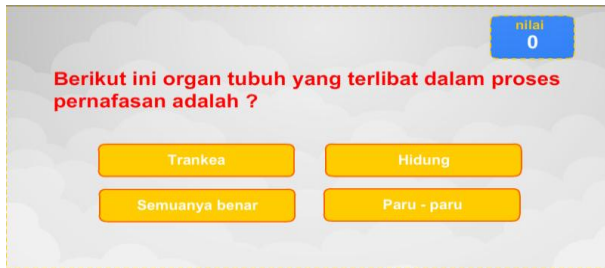 nilai
0
Berikut ini organ tubuh yang terlibat dalam proses
pernafasan adalah ?
Trankea
Hidung
Semuanya benar
Paru - paru